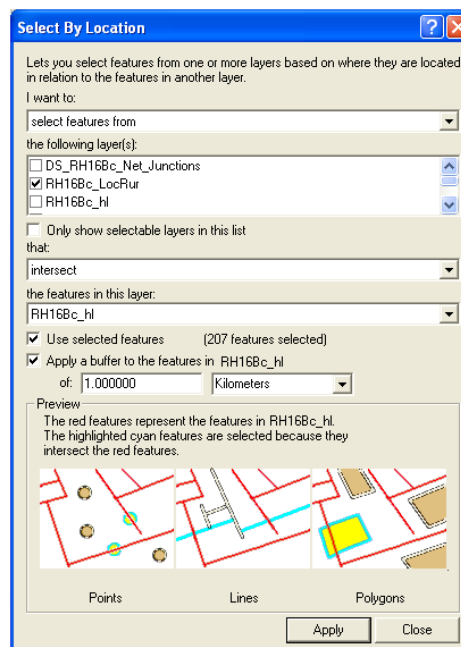 Select By Location
Lets you select features from one or more layers based on where they are located
in relation to the features in another layer.
I want to:
select features from
the following layer(s):
DS_RH16Bc_Net_Junctions
RH16Bc_LocRur
RH16Bc_hl
Only show selectable layers in this list
that:
intersect
the features in this layer:
RH16Bc_hl
Use selected features (207 features selected)
Apply a buffer to the features in RH16Bc_hl
of: 1.000000 Kilometers
Preview
The red features represent the features in RH16Bc_hl.
The highlighted cyan features are selected because they
intersect the red features.
Points Lines Polygons
Apply Close